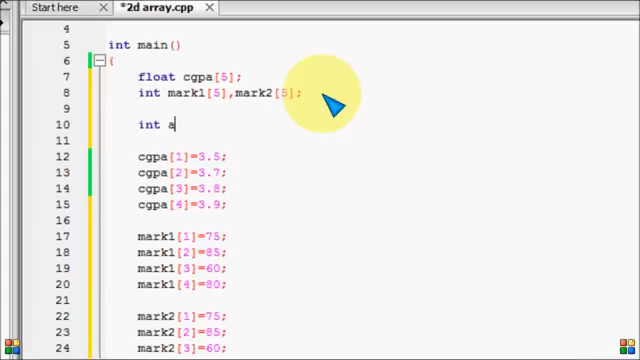 Start here *2d array.cpp
4
5 int main()
6 {
7 float cgpa[5];
8 int mark1[5],mark2[5];
9
10 int a
11
12 cgpa[1]=3.5;
13 cgpa[2]=3.7;
14 cgpa[3]=3.8;
15 cgpa[4]=3.9;
16
17 mark1[1]=75;
18 mark1[2]=85;
19 mark1[3]=60;
20 mark1[4]=80;
21
22 mark2[1]=75;
23 mark2[2]=85;
24 mark2[3]=60;